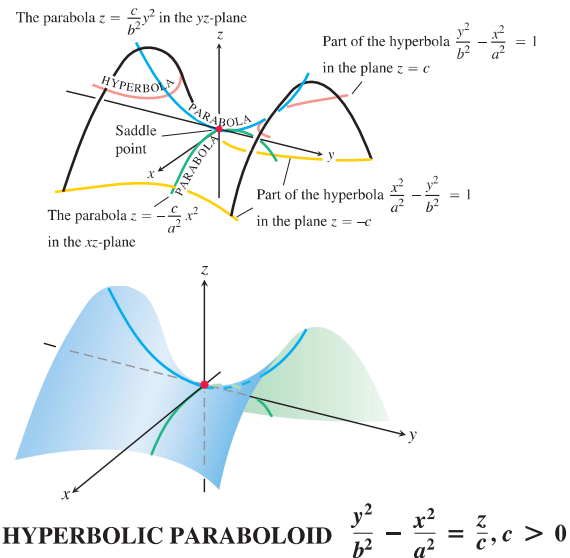 The parabola z = c/b² y² in the yz-plane
z
Part of the hyperbola y²/b² − x²/a² = 1
in the plane z = c
HYPERBOLA
PARABOLA
Saddle
point
PARABOLA
y
x
Part of the hyperbola x²/a² − y²/b² = 1
in the plane z = −c
The parabola z = −c/a² x²
in the xz-plane
z
y
x
HYPERBOLIC PARABOLOID y²/b² − x²/a² = z/c, c > 0